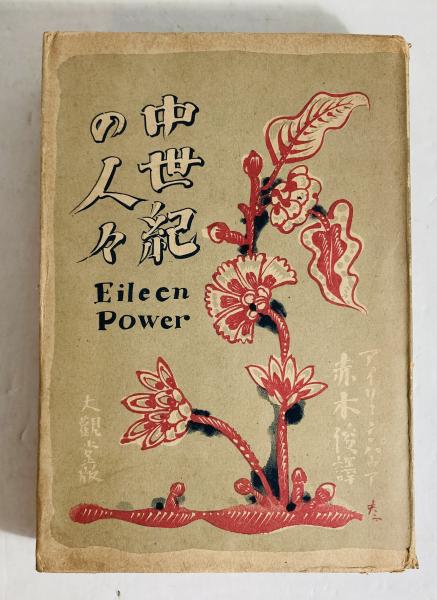 中世紀
の人々
Eileen
Power
アイリーン・パウア
赤木俊譯
大觀堂版